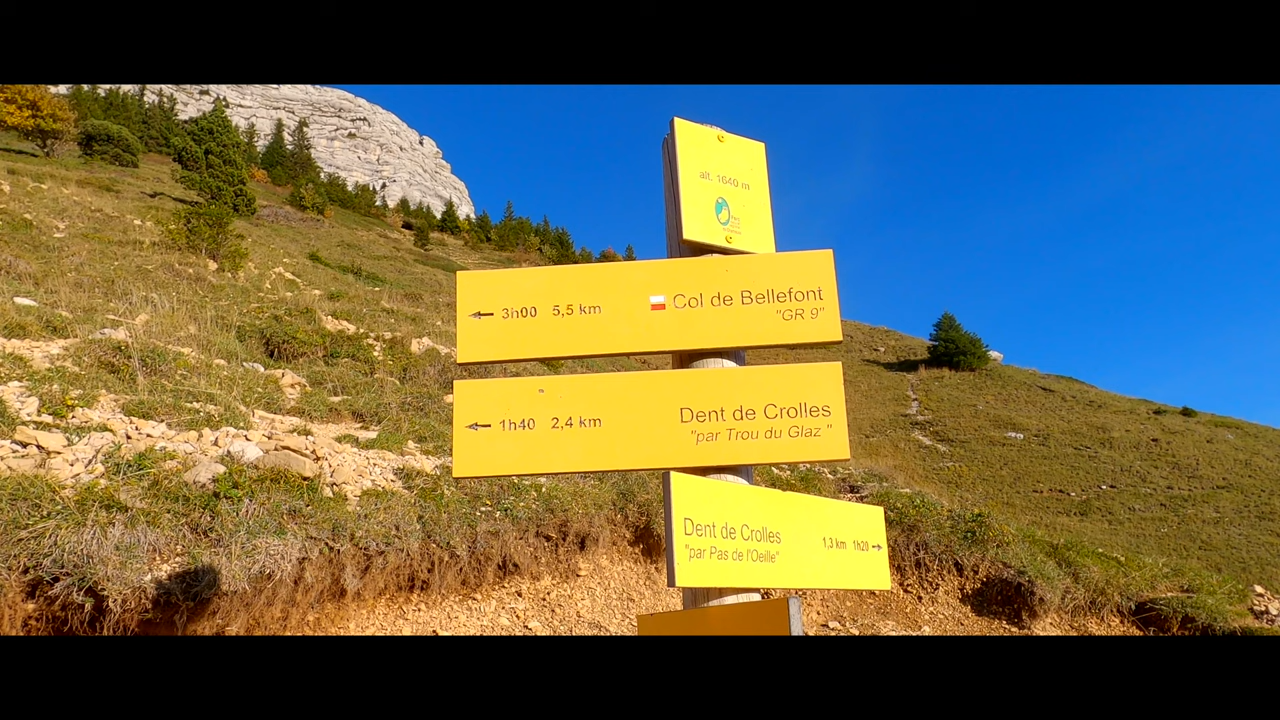 alt. 1640 m
3h00 5,5 km Col de Bellefont
"GR 9"
1h40 2,4 km Dent de Crolles
"par Trou du Glaz "
Dent de Crolles
"par Pas de l'Oeille"
1,3 km 1h20